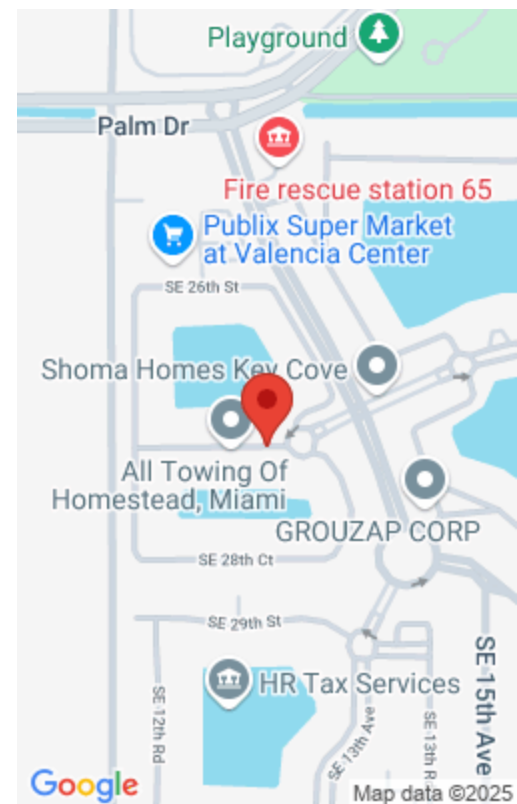 Playground
Palm Dr
Fire rescue station 65
Publix Super Market
at Valencia Center
SE 26th St
Shoma Homes Key Cove
All Towing Of
Homestead, Miami
GROUZAP CORP
SE 28th Ct
SE 29th St
HR Tax Services
SE 12th Rd
SE 13th Ave
SE 13th R
SE 15th Ave
Google
Map data ©2025